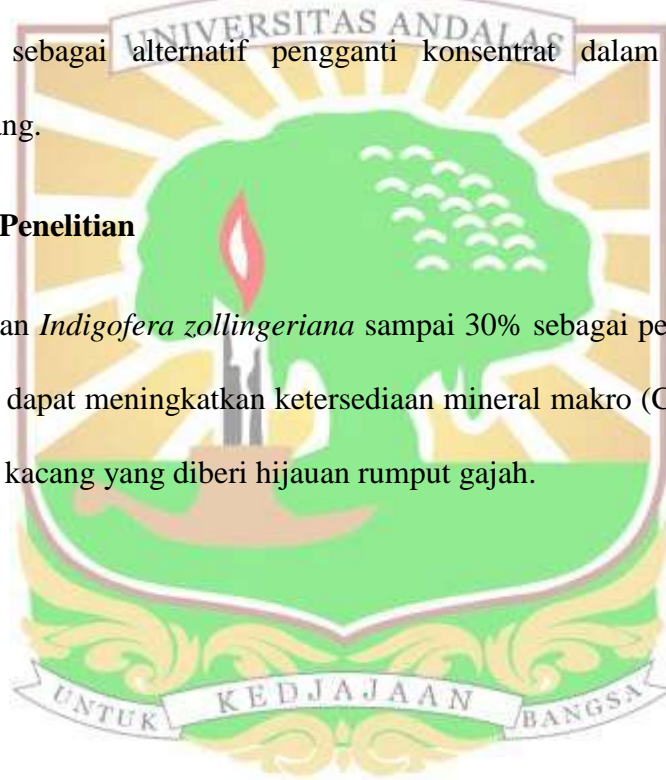 UNIVERSITAS ANDALAS
sebagai alternatif pengganti konsentrat dalam
ang.
Penelitian
an Indigofera zollingeriana sampai 30% sebagai pe
dapat meningkatkan ketersediaan mineral makro (C
kacang yang diberi hijauan rumput gajah.
UNTUK KEDJAJAAN BANGSA